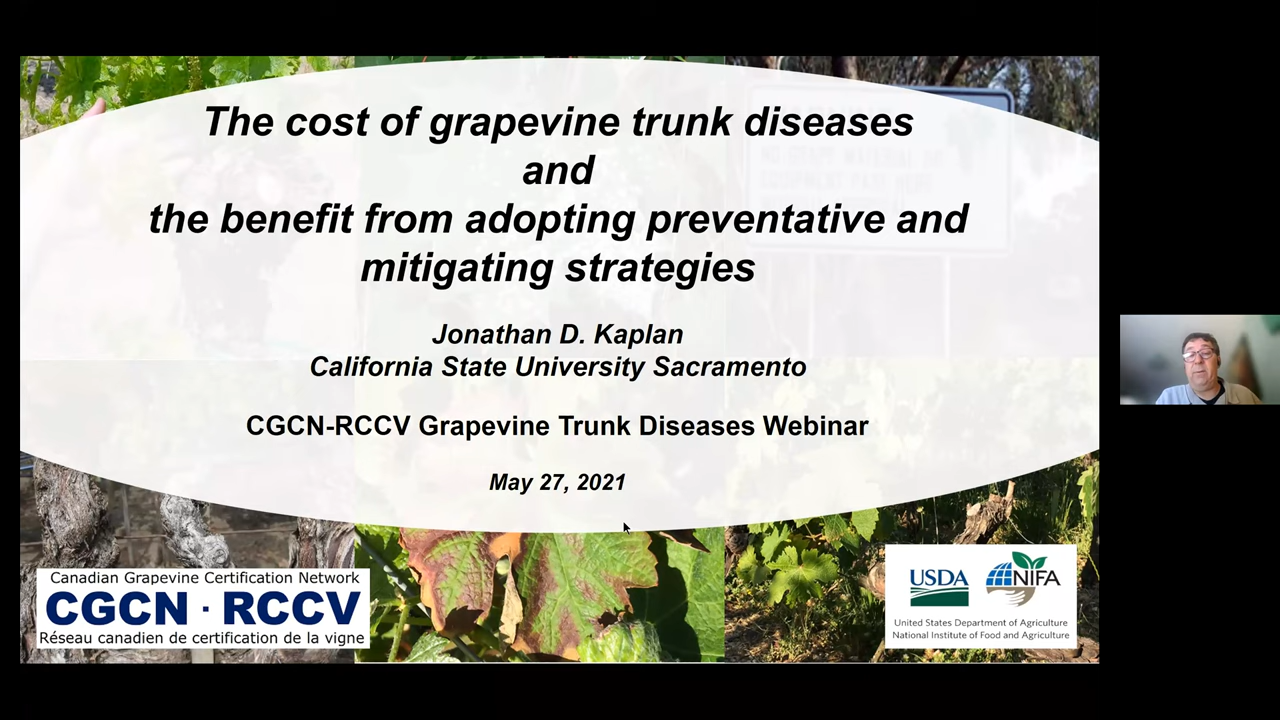 The cost of grapevine trunk diseases
and
the benefit from adopting preventative and
mitigating strategies
Jonathan D. Kaplan
California State University Sacramento
CGCN-RCCV Grapevine Trunk Diseases Webinar
May 27, 2021
Canadian Grapevine Certification Network
CGCN · RCCV
Réseau canadien de certification de la vigne
USDA NIFA
United States Department of Agriculture
National Institute of Food and Agriculture